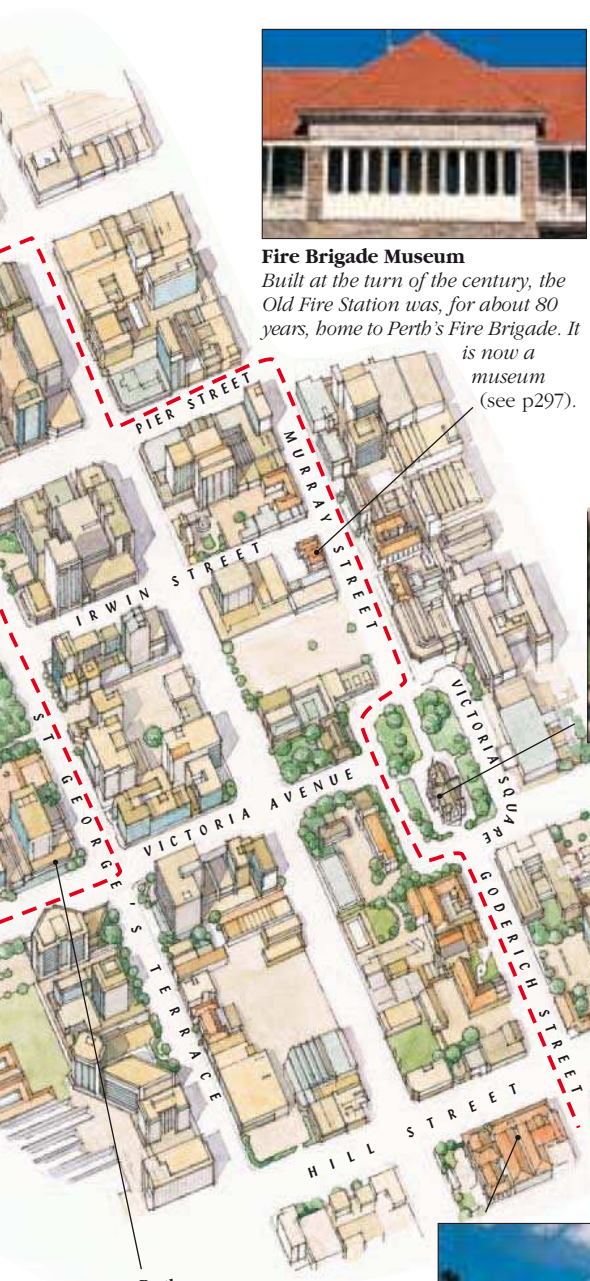 Fire Brigade Museum
Built at the turn of the century, the
Old Fire Station was, for about 80
years, home to Perth's Fire Brigade. It
is now a
museum
(see p297).
PIER STREET
MURRAY STREET
IRWIN STREET
VICTORIA SQUARE
ST GEORGE'S TERRACE
VICTORIA AVENUE
GODERICH STREET
HILL STREET